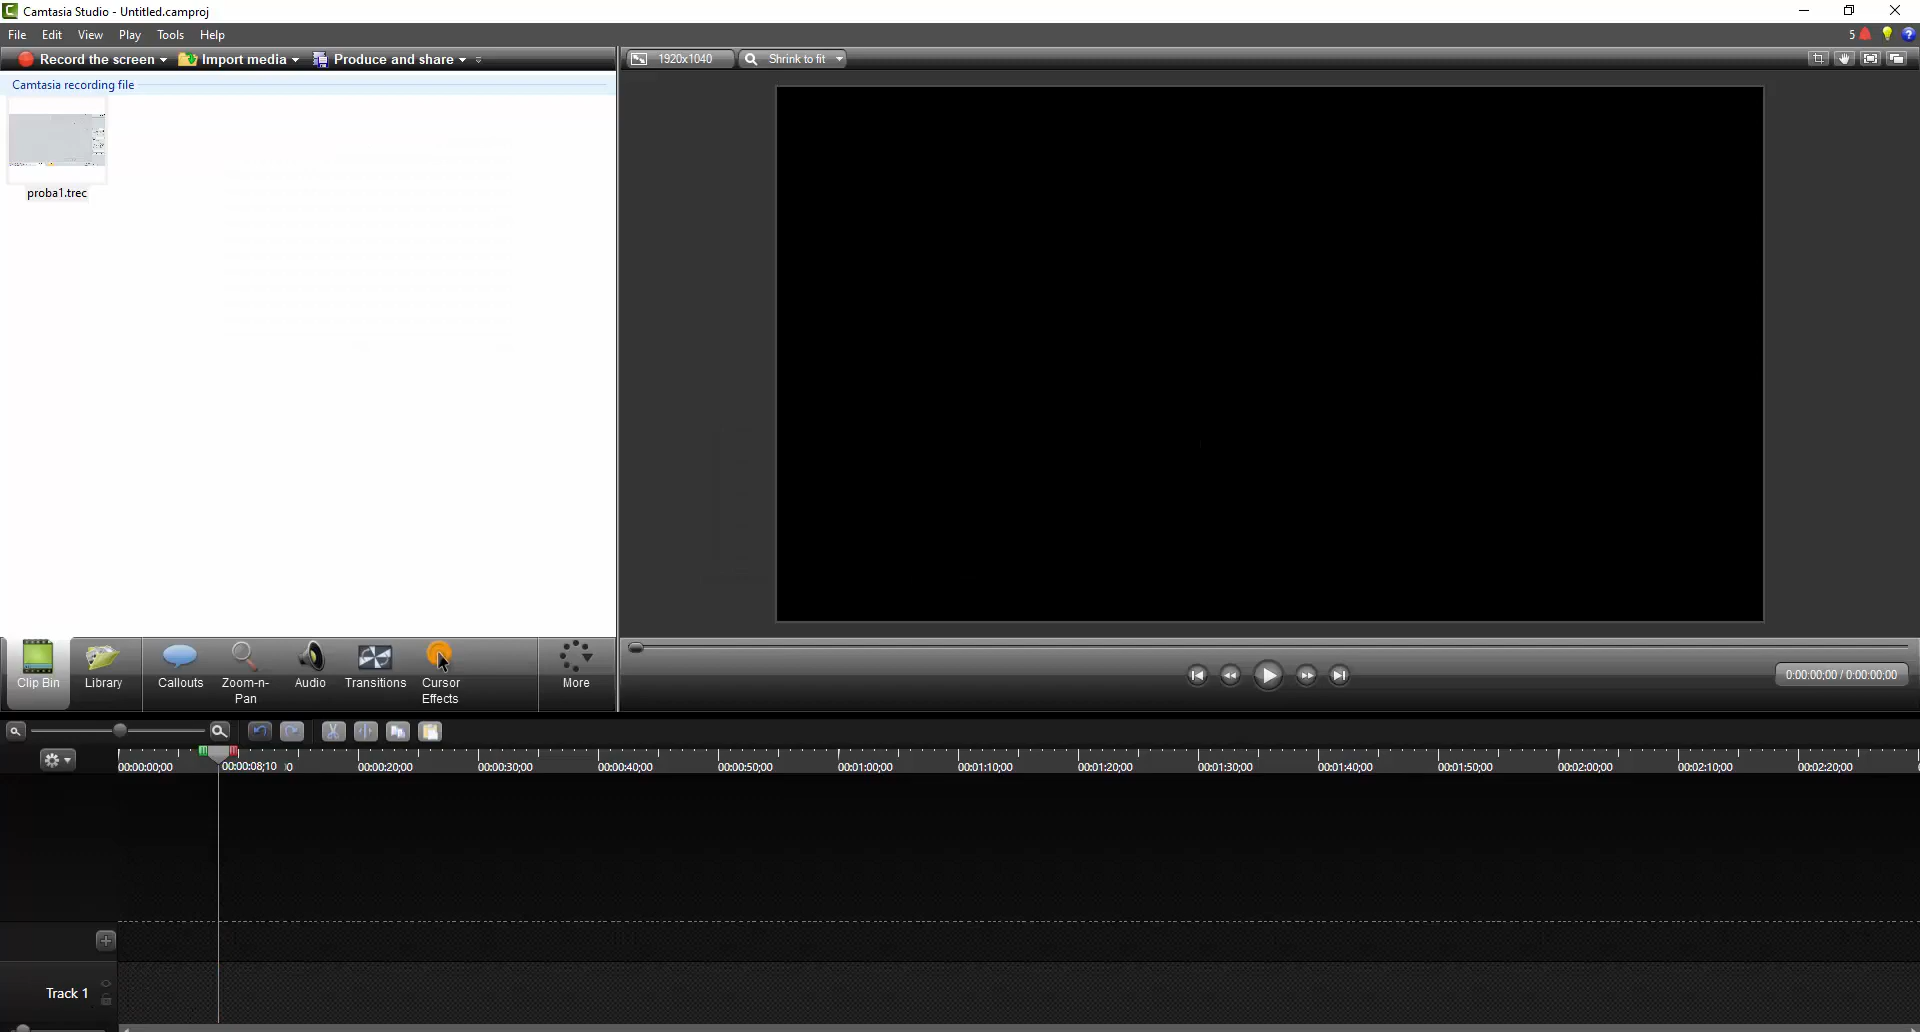 Camtasia Studio - Untitled.camproj
File Edit View Play Tools Help 5
Record the screen Import media Produce and share 1920x1040 Shrink to fit
Camtasia recording file
proba1.trec
Clip Bin Library Callouts Zoom-n-Pan Audio Transitions Cursor Effects More
0:00:00;00 / 0:00:00;00
00:00:00;00 00:00:08;10 00:00:20;00 00:00:30;00 00:00:40;00 00:00:50;00 00:01:00;00 00:01:10;00 00:01:20;00 00:01:30;00 00:01:40;00 00:01:50;00 00:02:00;00 00:02:10;00 00:02:20;00
Track 1